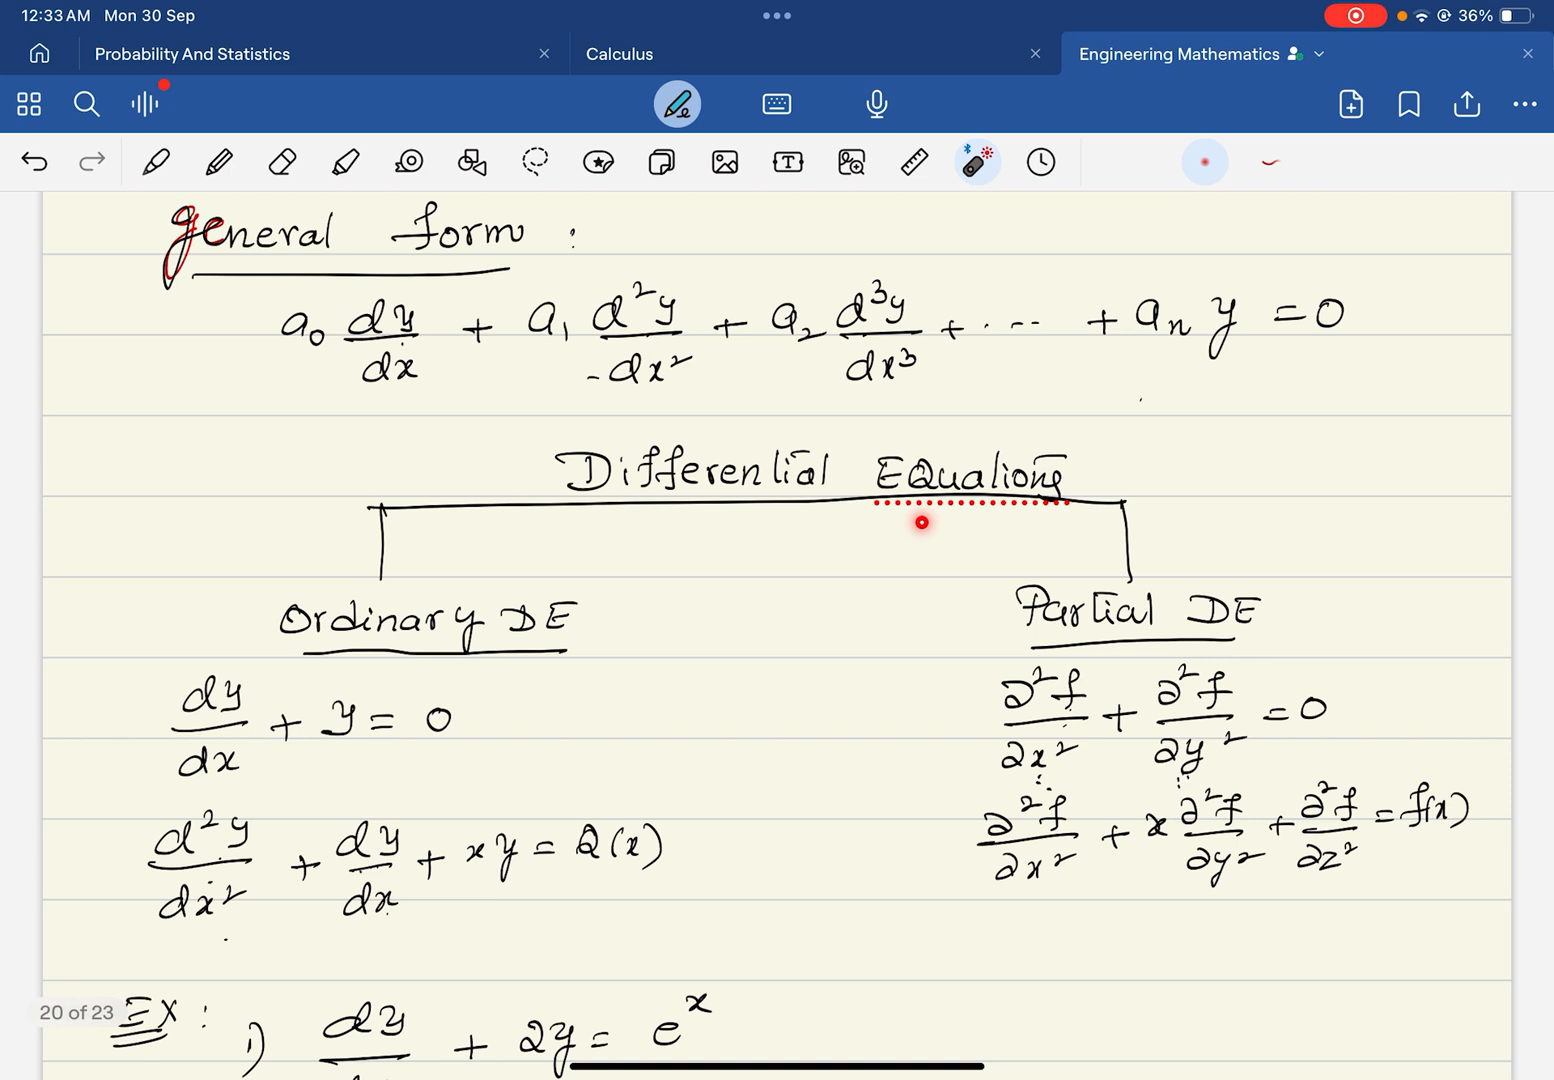 12:33 AM Mon 30 Sep 36%
Probability And Statistics Calculus Engineering Mathematics
general form :
a₀ dy/dx + a₁ d²y/dx² + a₂ d³y/dx³ + ... + aₙ y = 0
Differential Equations
Ordinary DE Partial DE
dy/dx + y = 0 ∂²f/∂x² + ∂²f/∂y² = 0
d²y/dx² + dy/dx + xy = Q(x) ∂²f/∂x² + x ∂²f/∂y² + ∂²f/∂z² = f(x)
20 of 23 Ex : 1) dy + 2y = eˣ